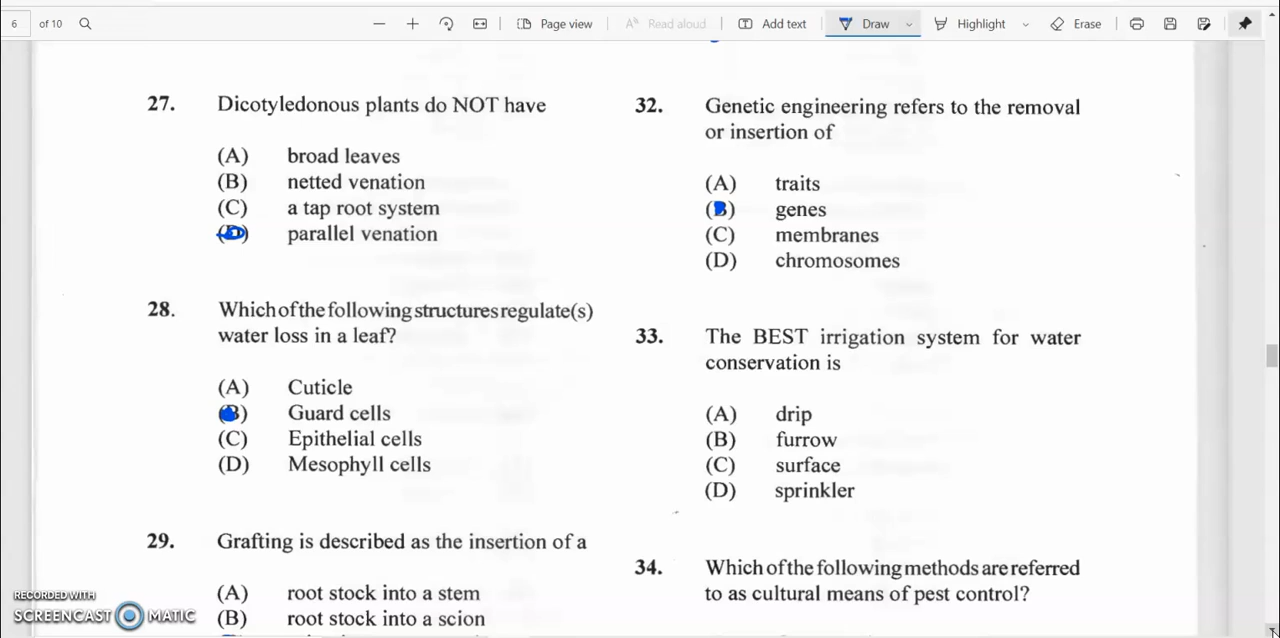 6 of 10 Page view Read aloud Add text Draw Highlight Erase
27. Dicotyledonous plants do NOT have
(A) broad leaves
(B) netted venation
(C) a tap root system
(D) parallel venation
28. Which of the following structures regulate(s)
water loss in a leaf?
(A) Cuticle
(B) Guard cells
(C) Epithelial cells
(D) Mesophyll cells
29. Grafting is described as the insertion of a
(A) root stock into a stem
(B) root stock into a scion
32. Genetic engineering refers to the removal
or insertion of
(A) traits
(B) genes
(C) membranes
(D) chromosomes
33. The BEST irrigation system for water
conservation is
(A) drip
(B) furrow
(C) surface
(D) sprinkler
34. Which of the following methods are referred
to as cultural means of pest control?
RECORDED WITH
SCREENCAST MATIC